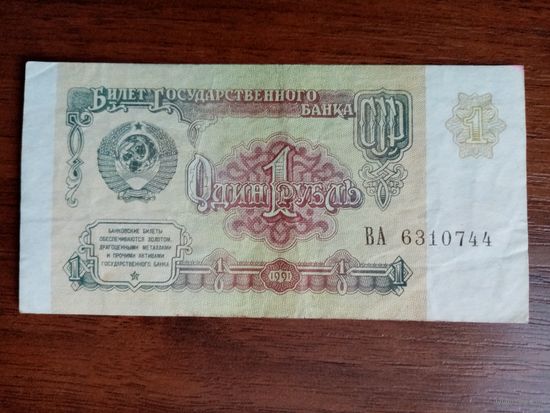 Билет Государственного
Банка СССР
1
Один Рубль
1
БАНКОВСКИЕ БИЛЕТЫ
ОБЕСПЕЧИВАЮТСЯ ЗОЛОТОМ,
ДРАГОЦЕННЫМИ МЕТАЛЛАМИ
И ПРОЧИМИ АКТИВАМИ
ГОСУДАРСТВЕННОГО БАНКА
ВА 6310744
1 1 1991 1 1